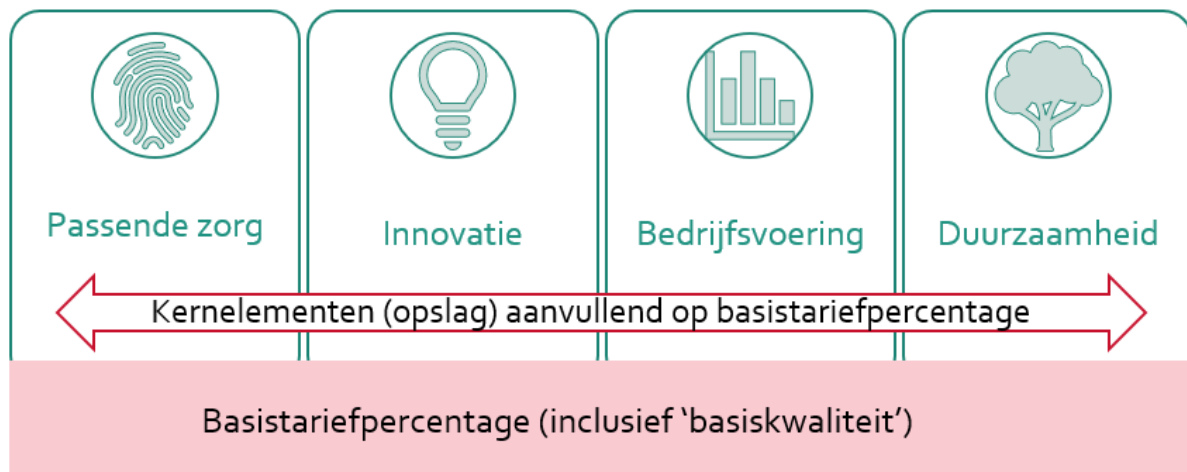 Passende zorg
Innovatie
Bedrijfsvoering
Duurzaamheid
Kernelementen (opslag) aanvullend op basistariefpercentage
Basistariefpercentage (inclusief ‘basiskwaliteit’)